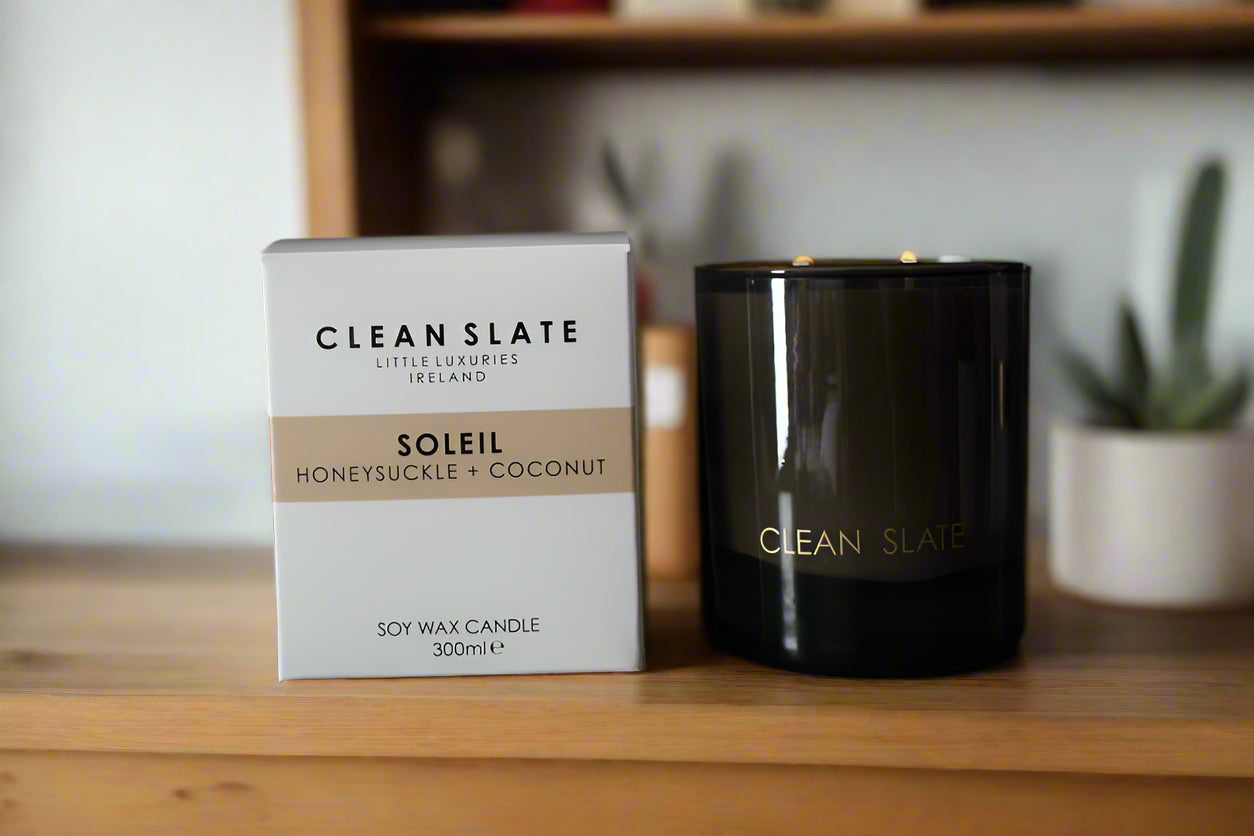 CLEAN SLATE
LITTLE LUXURIES
IRELAND
SOLEIL
HONEYSUCKLE + COCONUT
SOY WAX CANDLE
300ml ℮
CLEAN SLATE